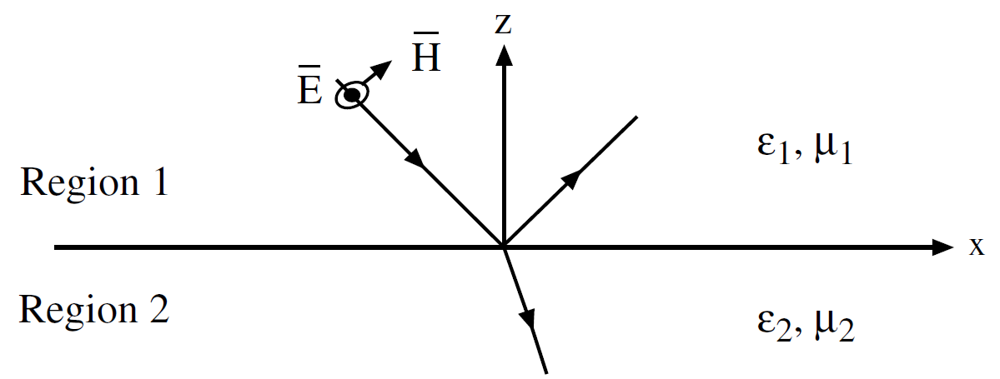 z
H̅
E̅
ε₁, μ₁
Region 1
x
Region 2
ε₂, μ₂